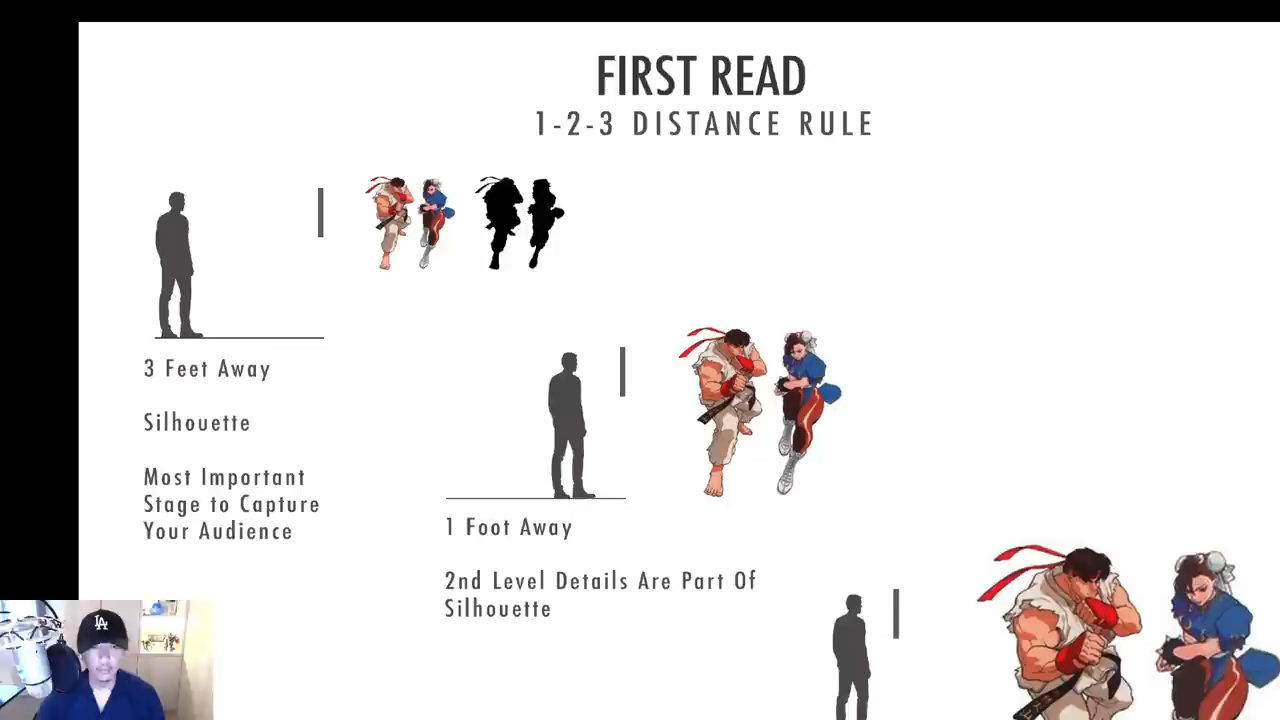 FIRST READ
1-2-3 DISTANCE RULE
3 Feet Away
Silhouette
Most Important
Stage to Capture
Your Audience
1 Foot Away
2nd Level Details Are Part Of
Silhouette
LA